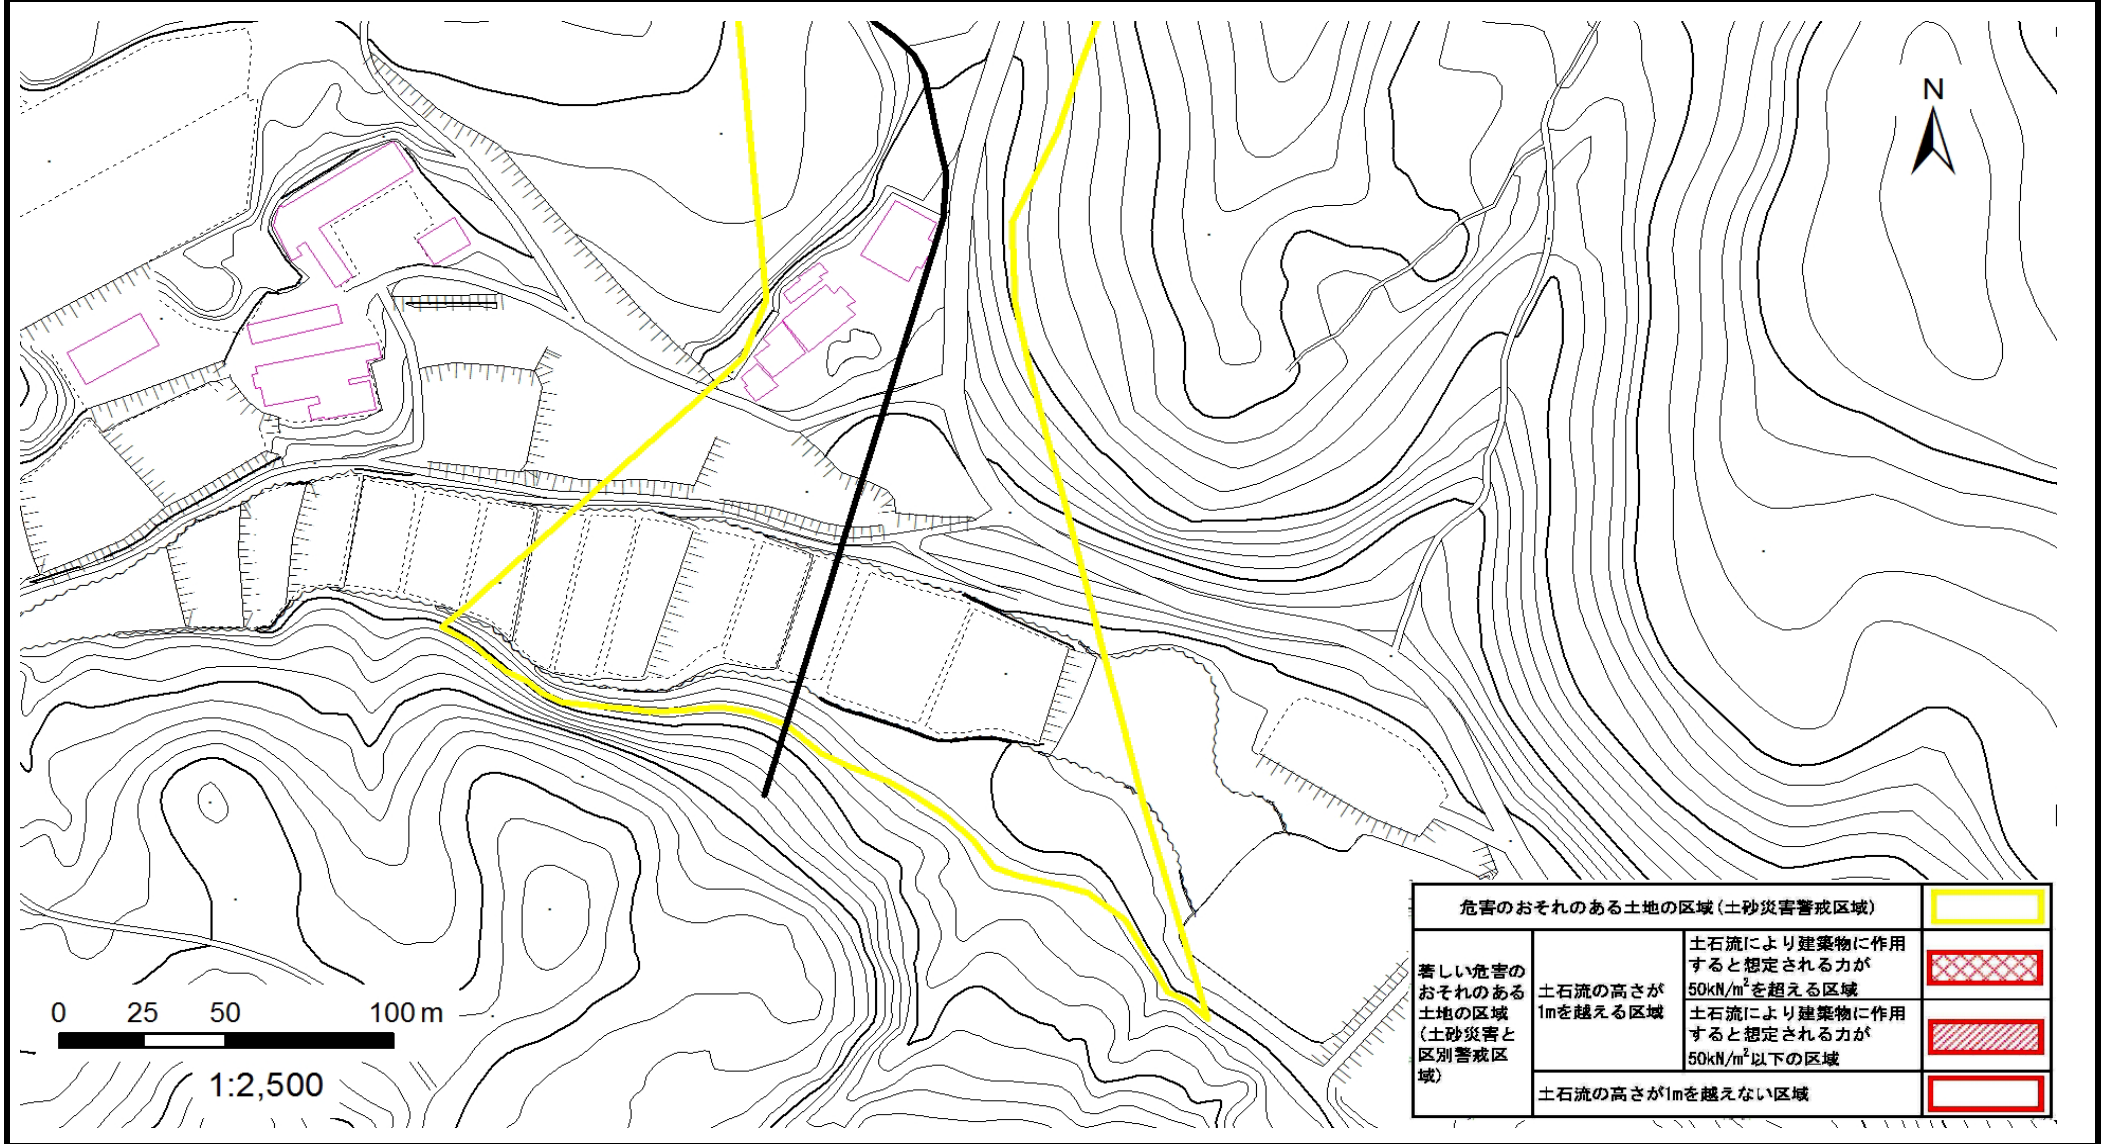 N
危害のおそれのある土地の区域(土砂災害警戒区域)
著しい危害の
おそれのある
土地の区域
(土砂災害と
区別警戒区
域)
土石流の高さが
1mを越える区域
土石流により建築物に作用
すると想定される力が
50kN/m²を超える区域
土石流により建築物に作用
すると想定される力が
50kN/m²以下の区域
土石流の高さが1mを越えない区域
0 25 50 100 m
1:2,500